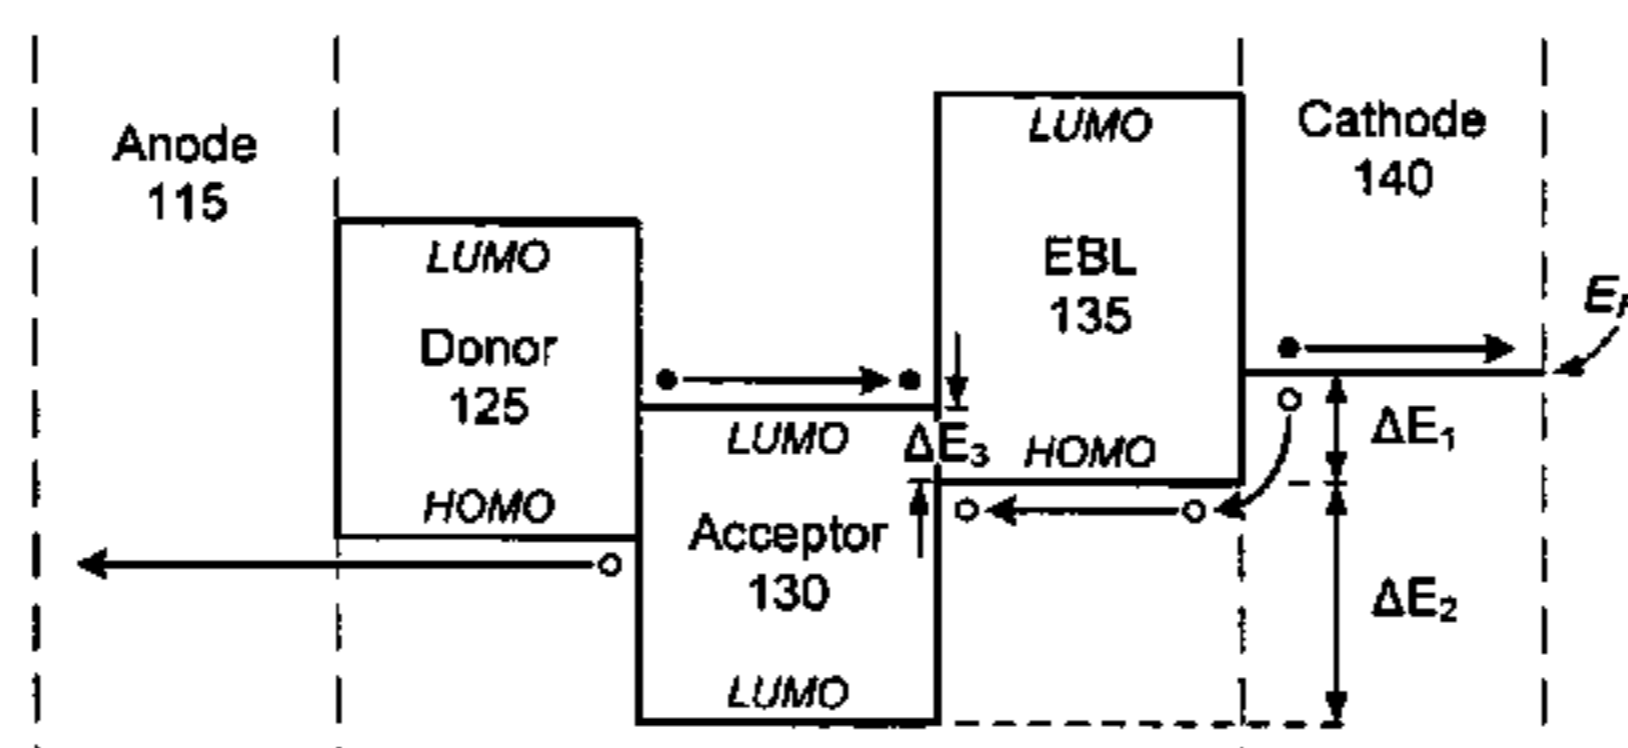 Anode
115
LUMO
Donor
125
HOMO
LUMO
Acceptor
130
LUMO
LUMO
EBL
135
HOMO
ΔE₃
Cathode
140
ΔE₁
ΔE₂